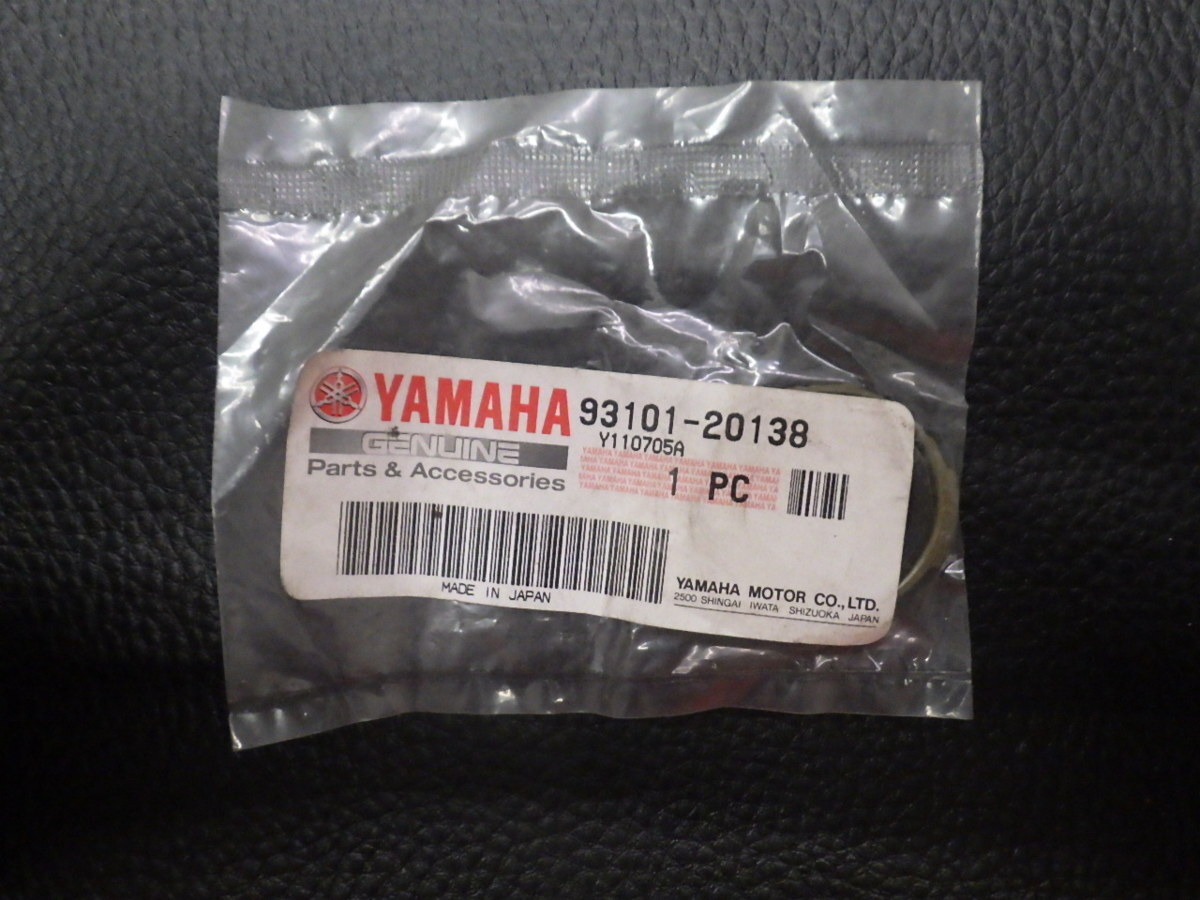 YAMAHA 93101-20138
GENUINE Y110705A
Parts & Accessories 1 PC
MADE IN JAPAN
YAMAHA MOTOR CO., LTD.
2500 SHINGAI IWATA SHIZUOKA JAPAN